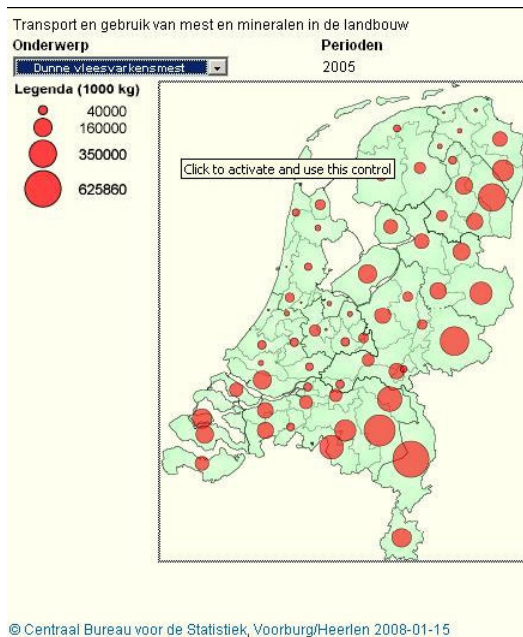 Transport en gebruik van mest en mineralen in de landbouw
Onderwerp Perioden
Dunne vleesvarkensmest 2005
Legenda (1000 kg)
40000
160000
350000
625860
Click to activate and use this control
© Centraal Bureau voor de Statistiek, Voorburg/Heerlen 2008-01-15